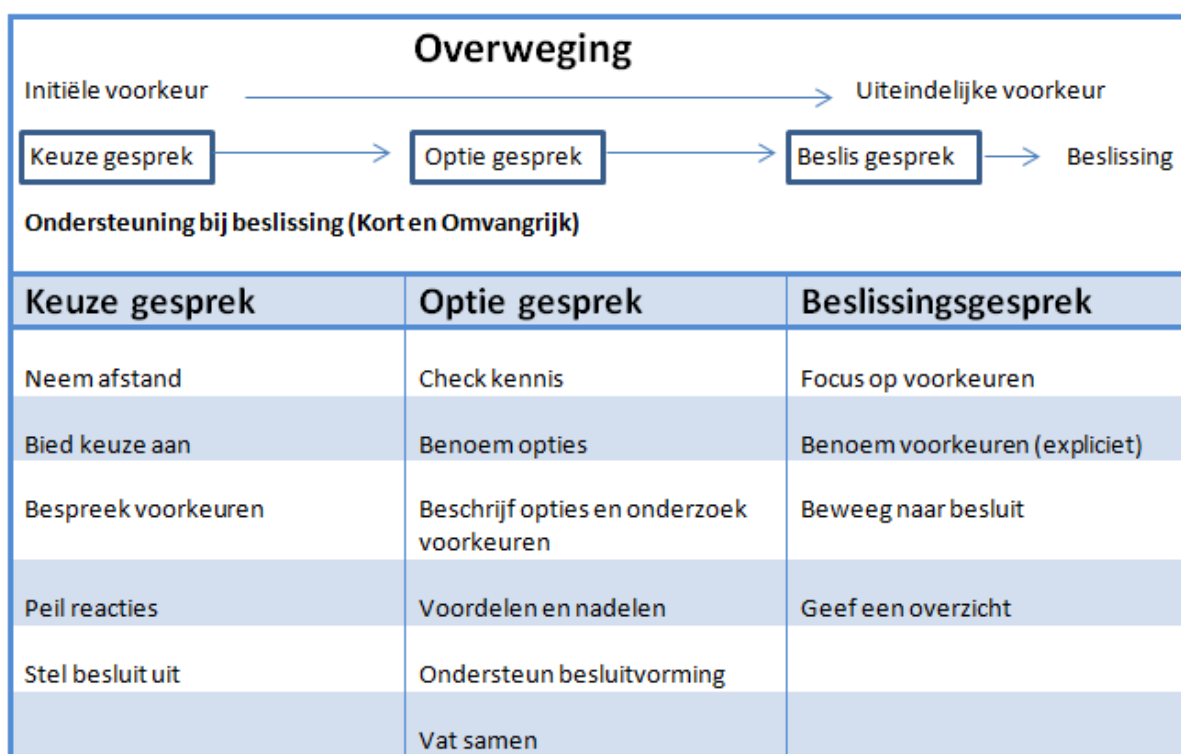 Overweging
Initiële voorkeur Uiteindelijke voorkeur
Keuze gesprek Optie gesprek Beslis gesprek Beslissing
Ondersteuning bij beslissing (Kort en Omvangrijk)
Keuze gesprek Optie gesprek Beslissingsgesprek
Neem afstand Check kennis Focus op voorkeuren
Bied keuze aan Benoem opties Benoem voorkeuren (expliciet)
Bespreek voorkeuren Beschrijf opties en onderzoek Beweeg naar besluit
voorkeuren
Peil reacties Voordelen en nadelen Geef een overzicht
Stel besluit uit Ondersteun besluitvorming
Vat samen